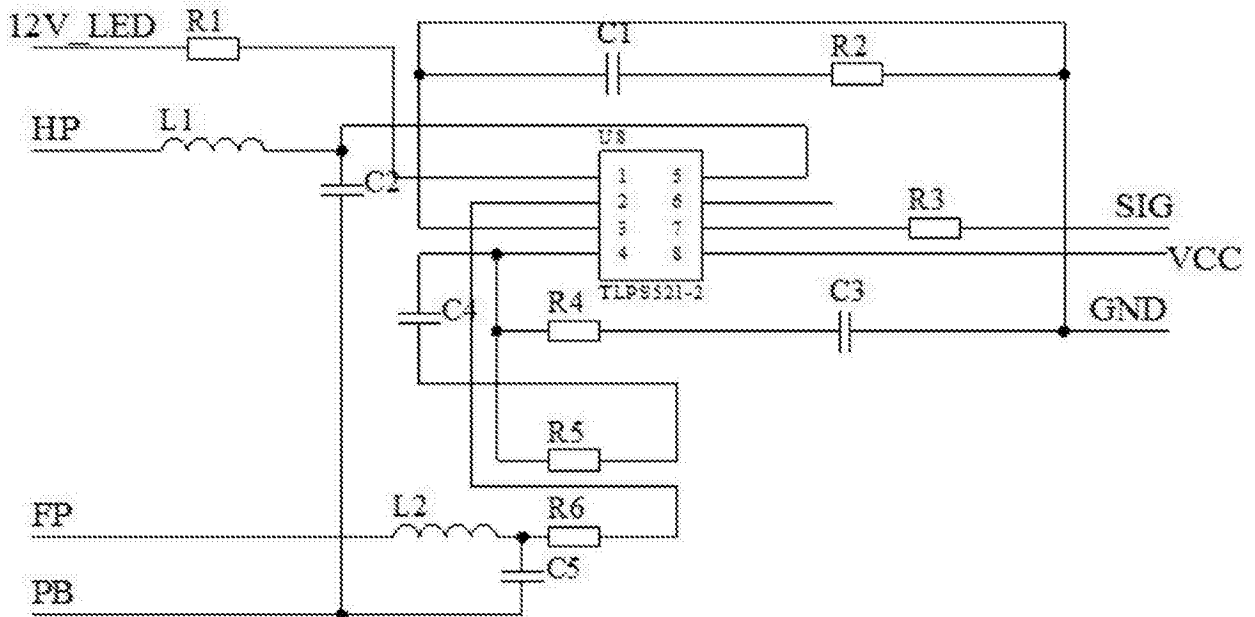 12V_LED
R1
C1
R2
HP
L1
U8
C2
1 5
2 6
3 7
4 8
R3
SIG
VCC
TLP8521-2
C4
R4
C3
GND
R5
FP
L2
R6
C5
PB